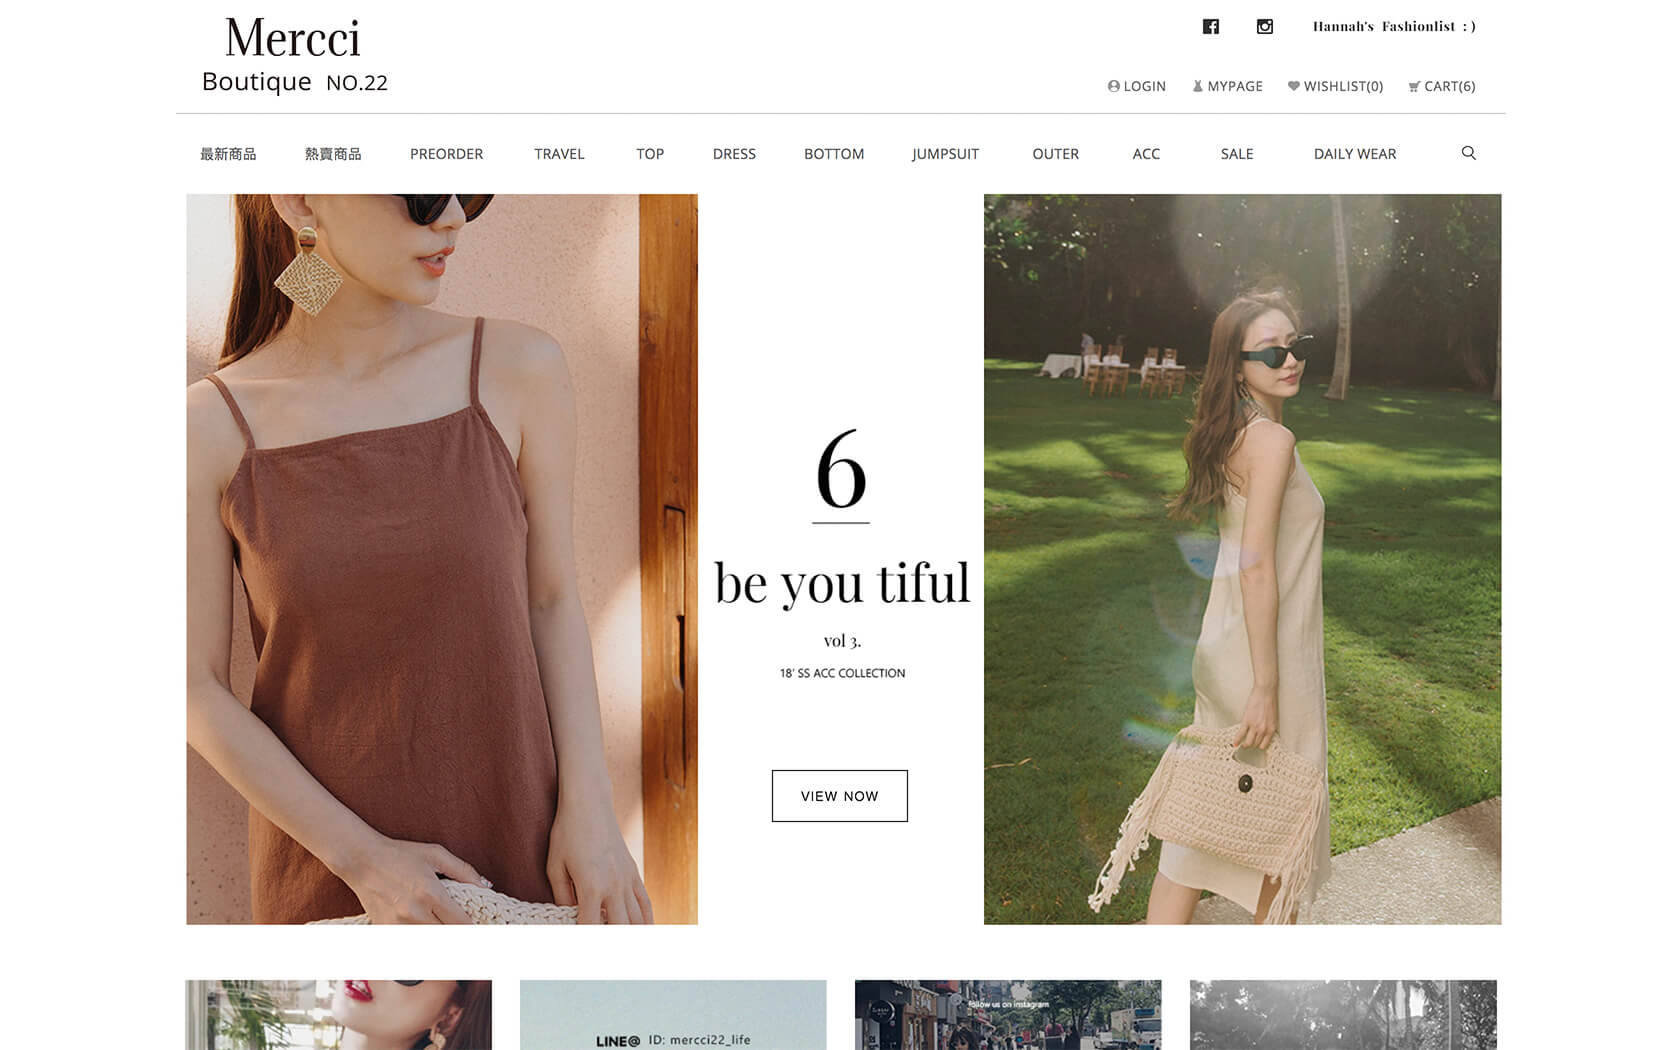 Mercci
Boutique NO.22
Hannah's Fashionlist : )
LOGIN MYPAGE WISHLIST(0) CART(6)
最新商品 熱賣商品 PREORDER TRAVEL TOP DRESS BOTTOM JUMPSUIT OUTER ACC SALE DAILY WEAR
6
be you tiful
vol 3.
18' SS ACC COLLECTION
VIEW NOW
follow us on instagram
LINE@ ID: mercci22_life